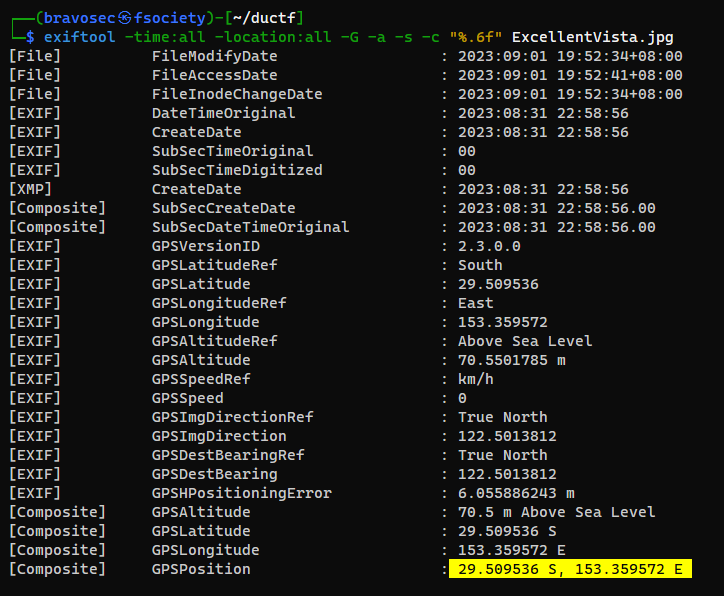 ┌──(bravosec㉿fsociety)-[~/ductf]
└─$ exiftool -time:all -location:all -G -a -s -c "%.6f" ExcellentVista.jpg
[File]          FileModifyDate                  : 2023:09:01 19:52:34+08:00
[File]          FileAccessDate                  : 2023:09:01 19:52:41+08:00
[File]          FileInodeChangeDate             : 2023:09:01 19:52:34+08:00
[EXIF]          DateTimeOriginal                : 2023:08:31 22:58:56
[EXIF]          CreateDate                      : 2023:08:31 22:58:56
[EXIF]          SubSecTimeOriginal              : 00
[EXIF]          SubSecTimeDigitized             : 00
[XMP]           CreateDate                      : 2023:08:31 22:58:56
[Composite]     SubSecCreateDate                : 2023:08:31 22:58:56.00
[Composite]     SubSecDateTimeOriginal          : 2023:08:31 22:58:56.00
[EXIF]          GPSVersionID                    : 2.3.0.0
[EXIF]          GPSLatitudeRef                  : South
[EXIF]          GPSLatitude                     : 29.509536
[EXIF]          GPSLongitudeRef                 : East
[EXIF]          GPSLongitude                    : 153.359572
[EXIF]          GPSAltitudeRef                  : Above Sea Level
[EXIF]          GPSAltitude                     : 70.5501785 m
[EXIF]          GPSSpeedRef                     : km/h
[EXIF]          GPSSpeed                        : 0
[EXIF]          GPSImgDirectionRef              : True North
[EXIF]          GPSImgDirection                 : 122.5013812
[EXIF]          GPSDestBearingRef               : True North
[EXIF]          GPSDestBearing                  : 122.5013812
[EXIF]          GPSHPositioningError            : 6.055886243 m
[Composite]     GPSAltitude                     : 70.5 m Above Sea Level
[Composite]     GPSLatitude                     : 29.509536 S
[Composite]     GPSLongitude                    : 153.359572 E
[Composite]     GPSPosition                     : 29.509536 S, 153.359572 E